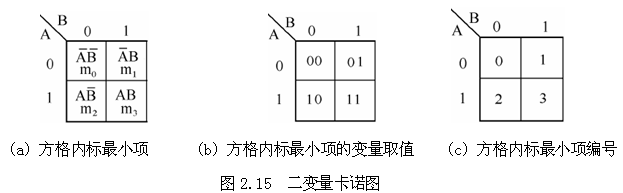 B B B
A 0 1 A 0 1 A 0 1
0 A̅B̅ A̅B 0 00 01 0 0 1
m₀ m₁
1 AB̅ AB 1 10 11 1 2 3
m₂ m₃
(a) 方格内标最小项 (b) 方格内标最小项的变量取值 (c) 方格内标最小项编号
图 2.15 二变量卡诺图